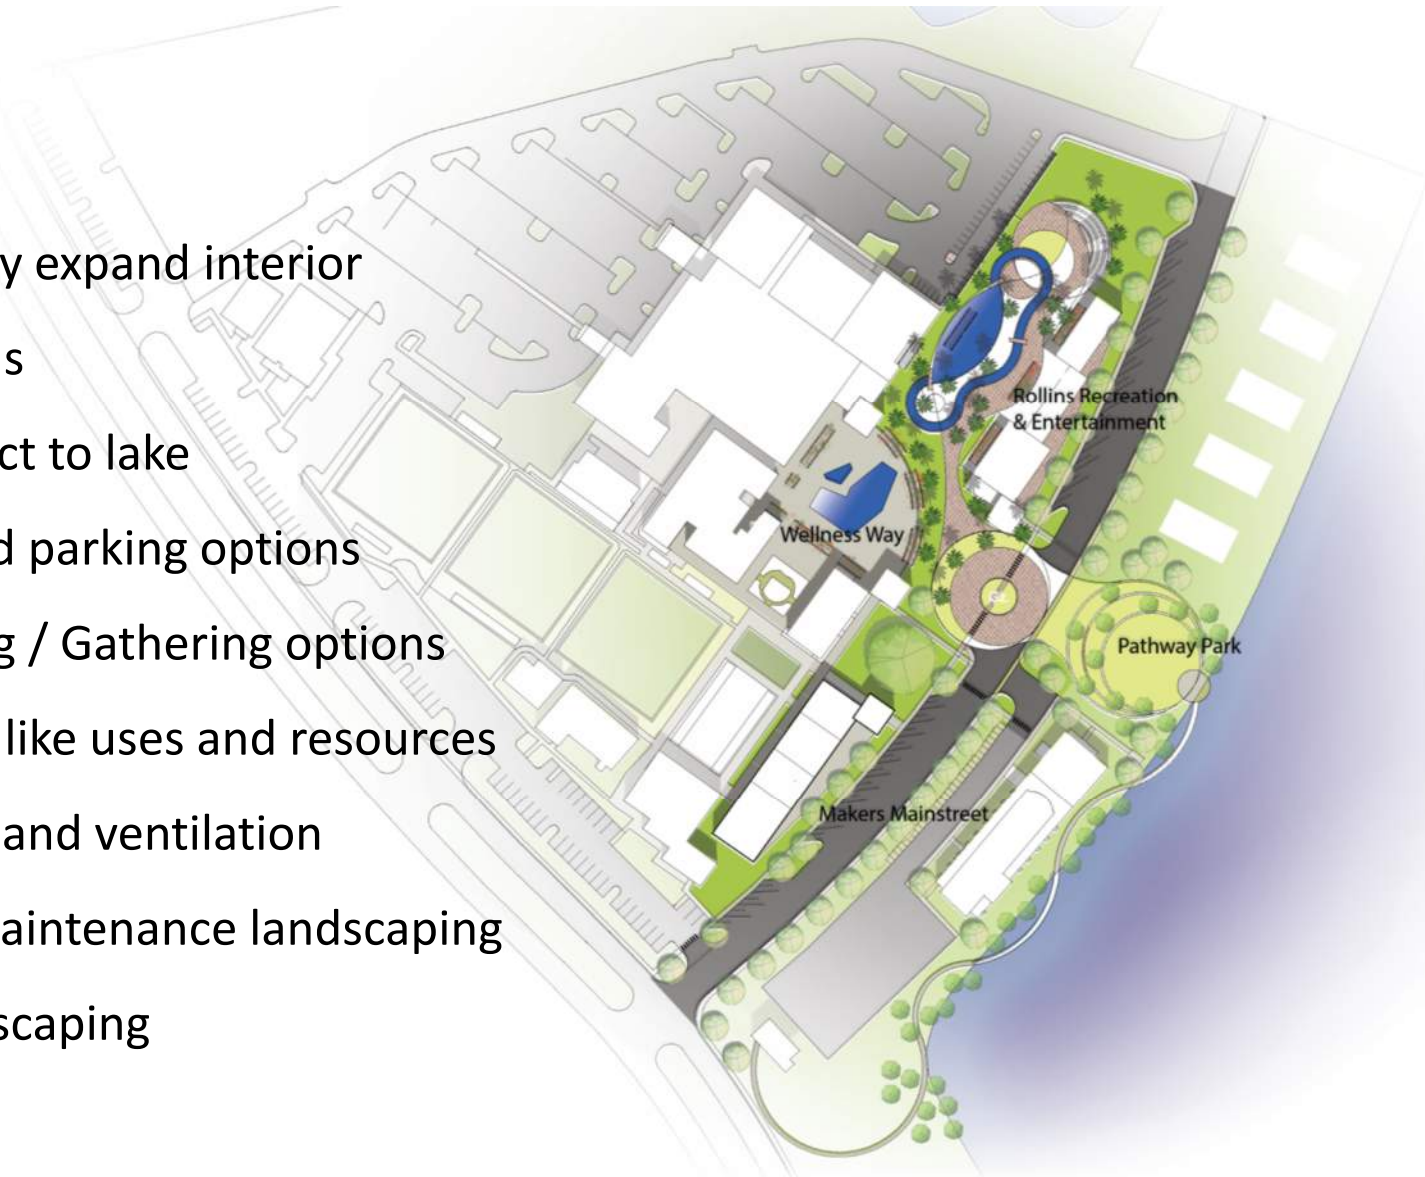 y expand interior
s
ct to lake
d parking options
g / Gathering options
like uses and resources
and ventilation
aintenance landscaping
scaping
Rollins Recreation
& Entertainment
Wellness Way
Pathway Park
Makers Mainstreet